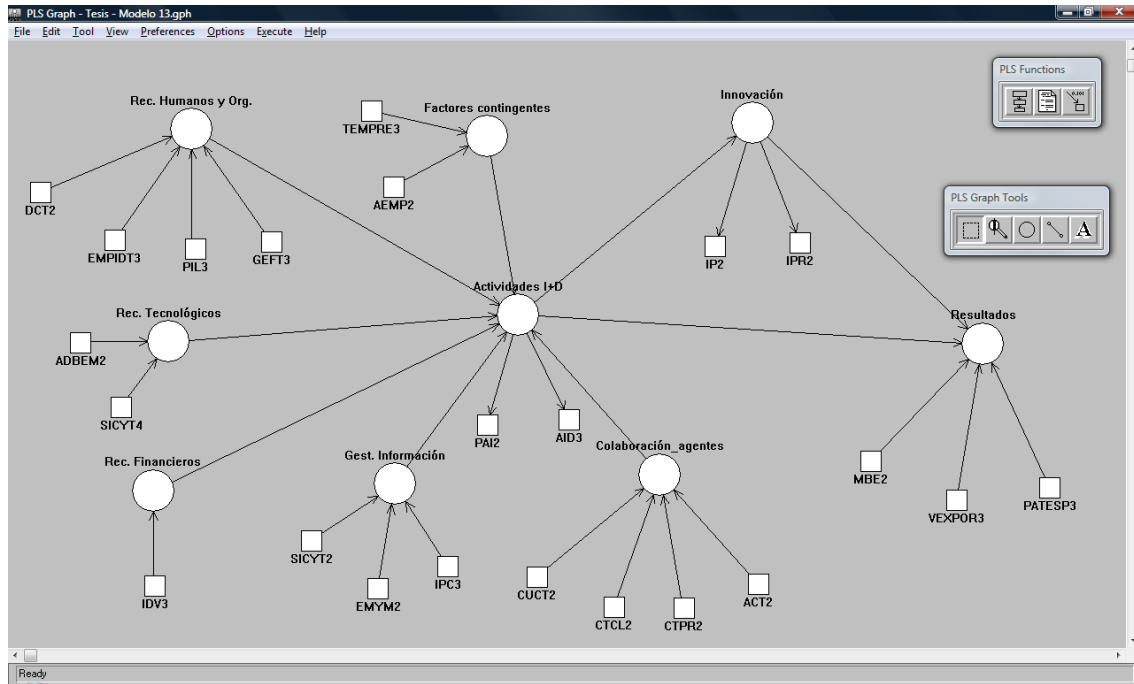 PLS Graph - Tesis - Modelo 13.gph
File Edit Tool View Preferences Options Execute Help
PLS Functions
0.101
Rec. Humanos y Org.
Factores contingentes
Innovación
TEMPRE3
AEMP2
DCT2
EMPIDT3
PIL3
GEFT3
IP2
IPR2
PLS Graph Tools
A
Actividades I+D
Rec. Tecnológicos
Resultados
ADBEM2
SICYT4
PAI2
AID3
Rec. Financieros
Gest. Información
Colaboración_agentes
MBE2
VEXPOR3
PATESP3
SICYT2
EMYM2
IPC3
IDV3
CUCT2
CTCL2
CTPR2
ACT2
Ready